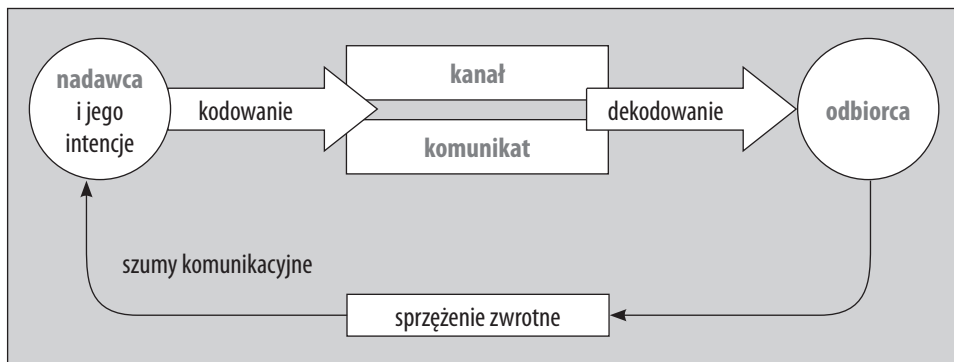 nadawca
i jego
intencje
kodowanie
kanał
komunikat
dekodowanie
odbiorca
szumy komunikacyjne
sprzężenie zwrotne